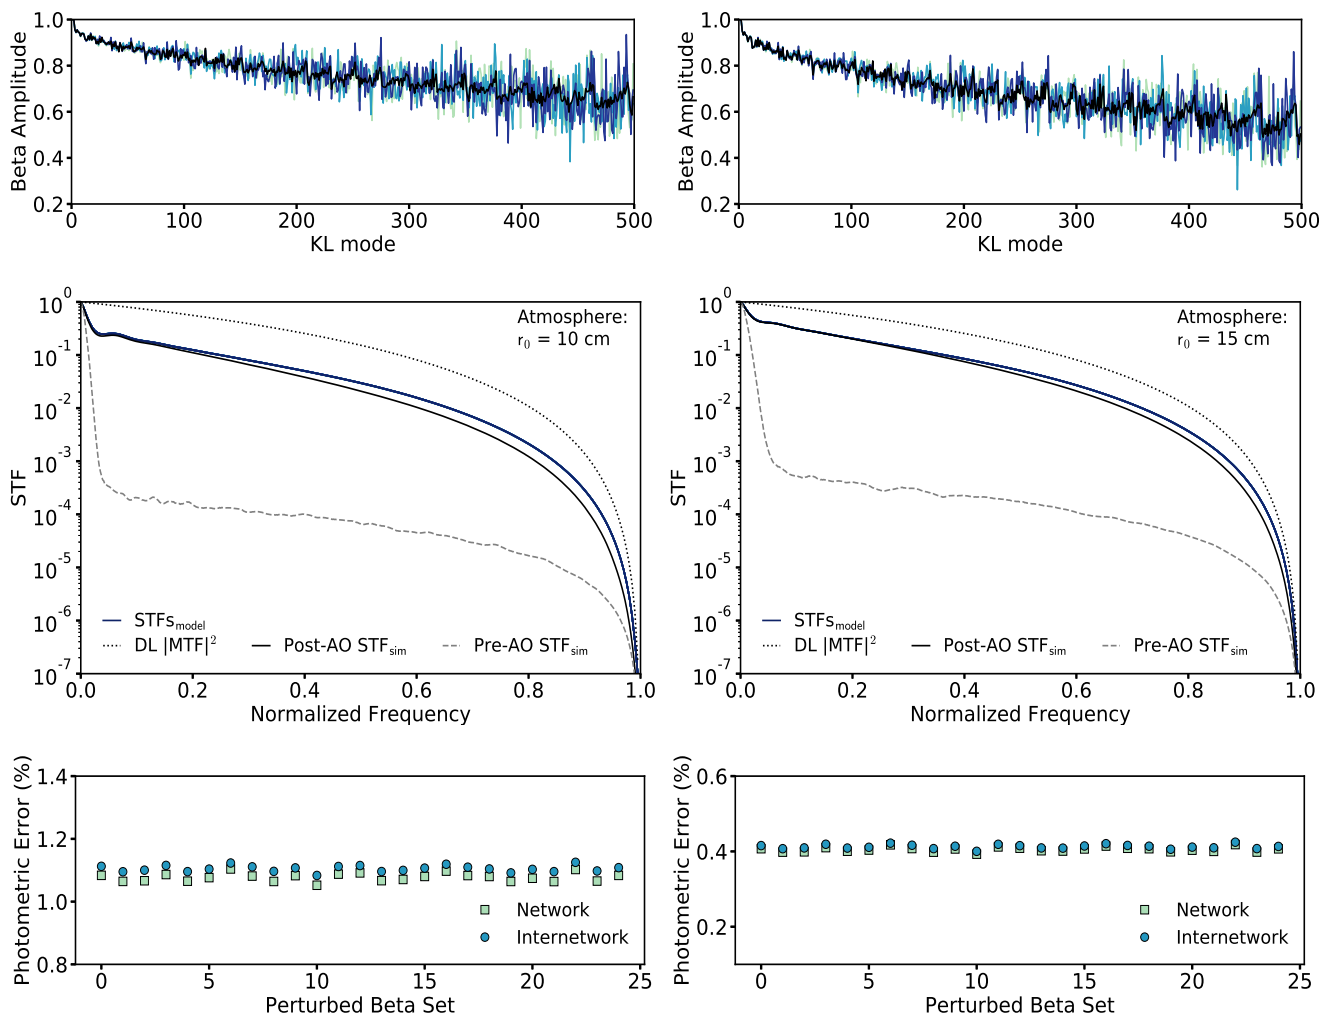 1.0
0.8
0.6
0.4
0.2
Beta Amplitude
0 100 200 300 400 500
KL mode
1.0
0.8
0.6
0.4
0.2
Beta Amplitude
0 100 200 300 400 500
KL mode
10^0
10^-1
10^-2
10^-3
10^-4
10^-5
10^-6
10^-7
STF
Atmosphere:
r_0 = 10 cm
STFs_model
DL |MTF|^2 Post-AO STF_sim Pre-AO STF_sim
0.0 0.2 0.4 0.6 0.8 1.0
Normalized Frequency
10^0
10^-1
10^-2
10^-3
10^-4
10^-5
10^-6
10^-7
STF
Atmosphere:
r_0 = 15 cm
STFs_model
DL |MTF|^2 Post-AO STF_sim Pre-AO STF_sim
0.0 0.2 0.4 0.6 0.8 1.0
Normalized Frequency
1.4
1.2
1.0
0.8
Photometric Error (%)
Network
Internetwork
0 5 10 15 20 25
Perturbed Beta Set
0.6
0.4
0.2
Photometric Error (%)
Network
Internetwork
0 5 10 15 20 25
Perturbed Beta Set